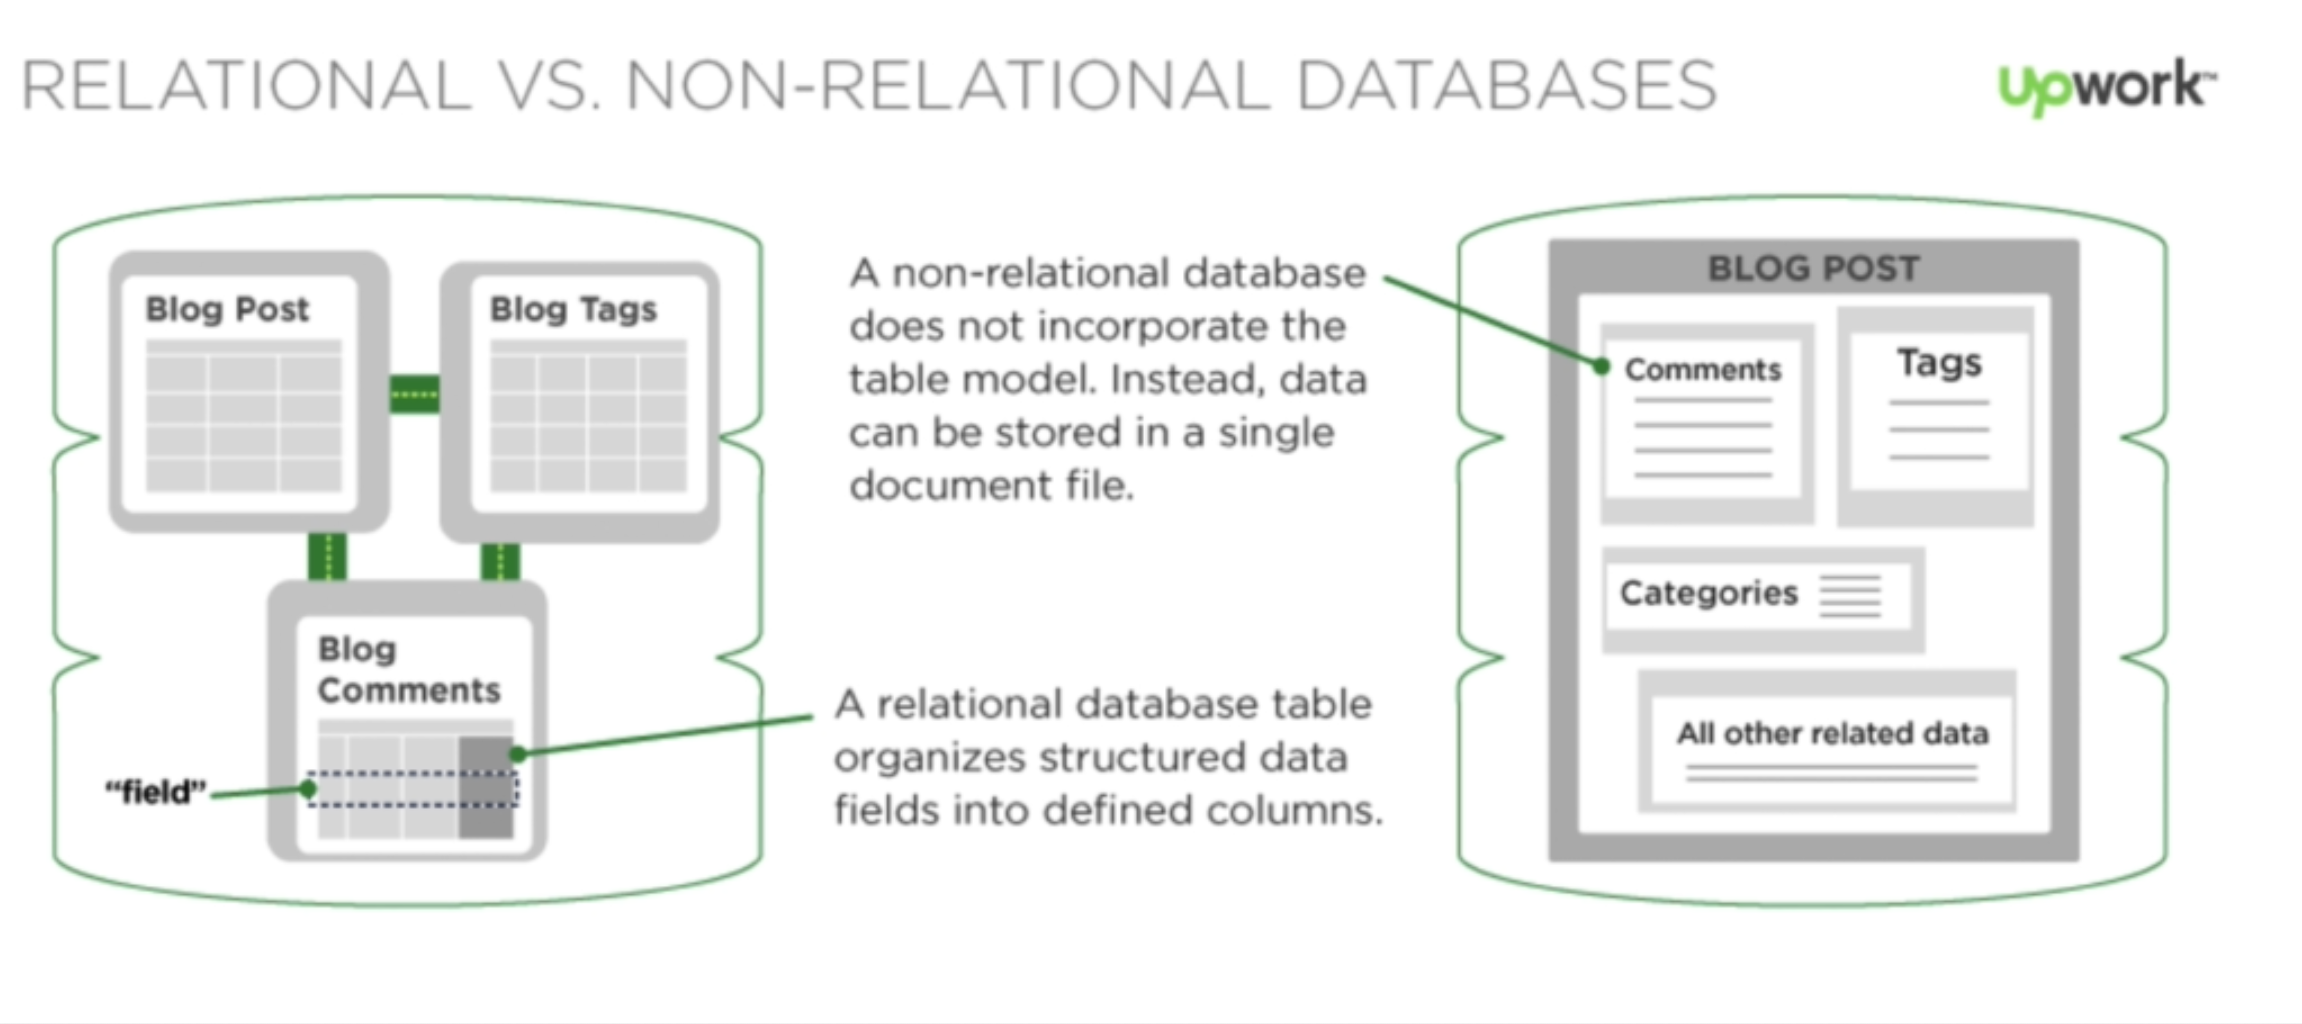 RELATIONAL VS. NON-RELATIONAL DATABASES
Upwork™
Blog Post
Blog Tags
Blog
Comments
“field”
A non-relational database
does not incorporate the
table model. Instead, data
can be stored in a single
document file.
A relational database table
organizes structured data
fields into defined columns.
BLOG POST
Comments
Tags
Categories
All other related data